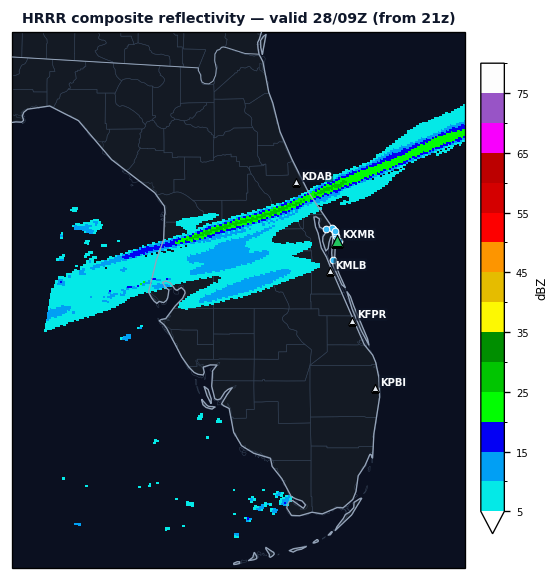 HRRR composite reflectivity — valid 28/09Z (from 21z)
KDAB
KXMR
KMLB
KFPR
KPBI
75
65
55
45
35
25
15
5
dBZ